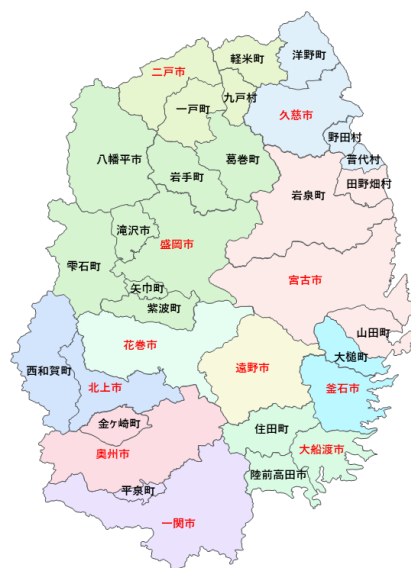 洋野町
軽米町
二戸市
九戸村
一戸町
久慈市
野田村
普代村
八幡平市
葛巻町
岩手町
田野畑村
岩泉町
滝沢市
盛岡市
雫石町
宮古市
矢巾町
紫波町
山田町
花巻市
大槌町
遠野市
西和賀町
北上市
釜石市
金ヶ崎町
住田町
奥州市
大船渡市
陸前高田市
平泉町
一関市